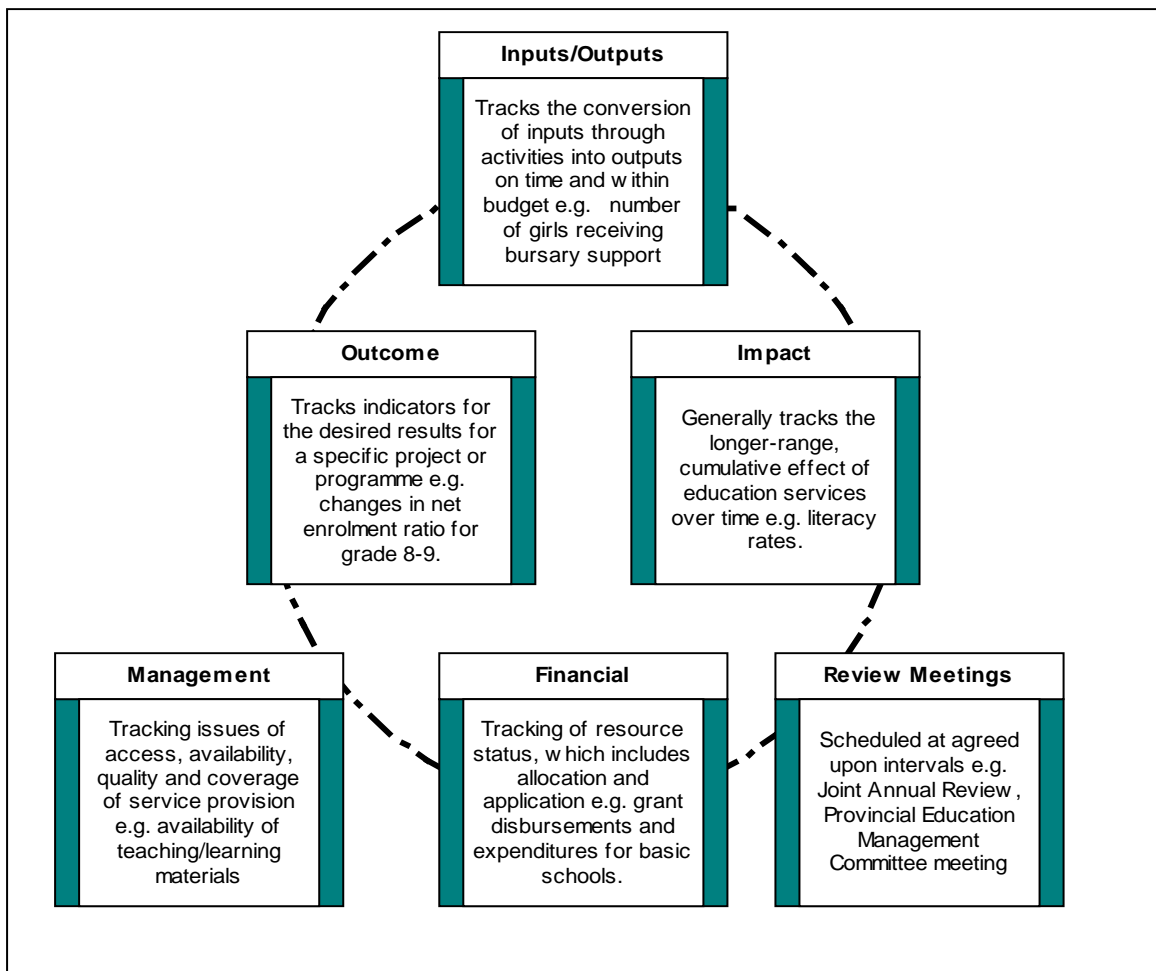 Inputs/Outputs
Tracks the conversion
of inputs through
activities into outputs
on time and within
budget e.g. number
of girls receiving
bursary support
Outcome
Tracks indicators for
the desired results for
a specific project or
programme e.g.
changes in net
enrolment ratio for
grade 8-9.
Impact
Generally tracks the
longer-range,
cumulative effect of
education services
over time e.g. literacy
rates.
Management
Tracking issues of
access, availability,
quality and coverage
of service provision
e.g. availability of
teaching/learning
materials
Financial
Tracking of resource
status, which includes
allocation and
application e.g. grant
disbursements and
expenditures for basic
schools.
Review Meetings
Scheduled at agreed
upon intervals e.g.
Joint Annual Review,
Provincial Education
Management
Committee meeting